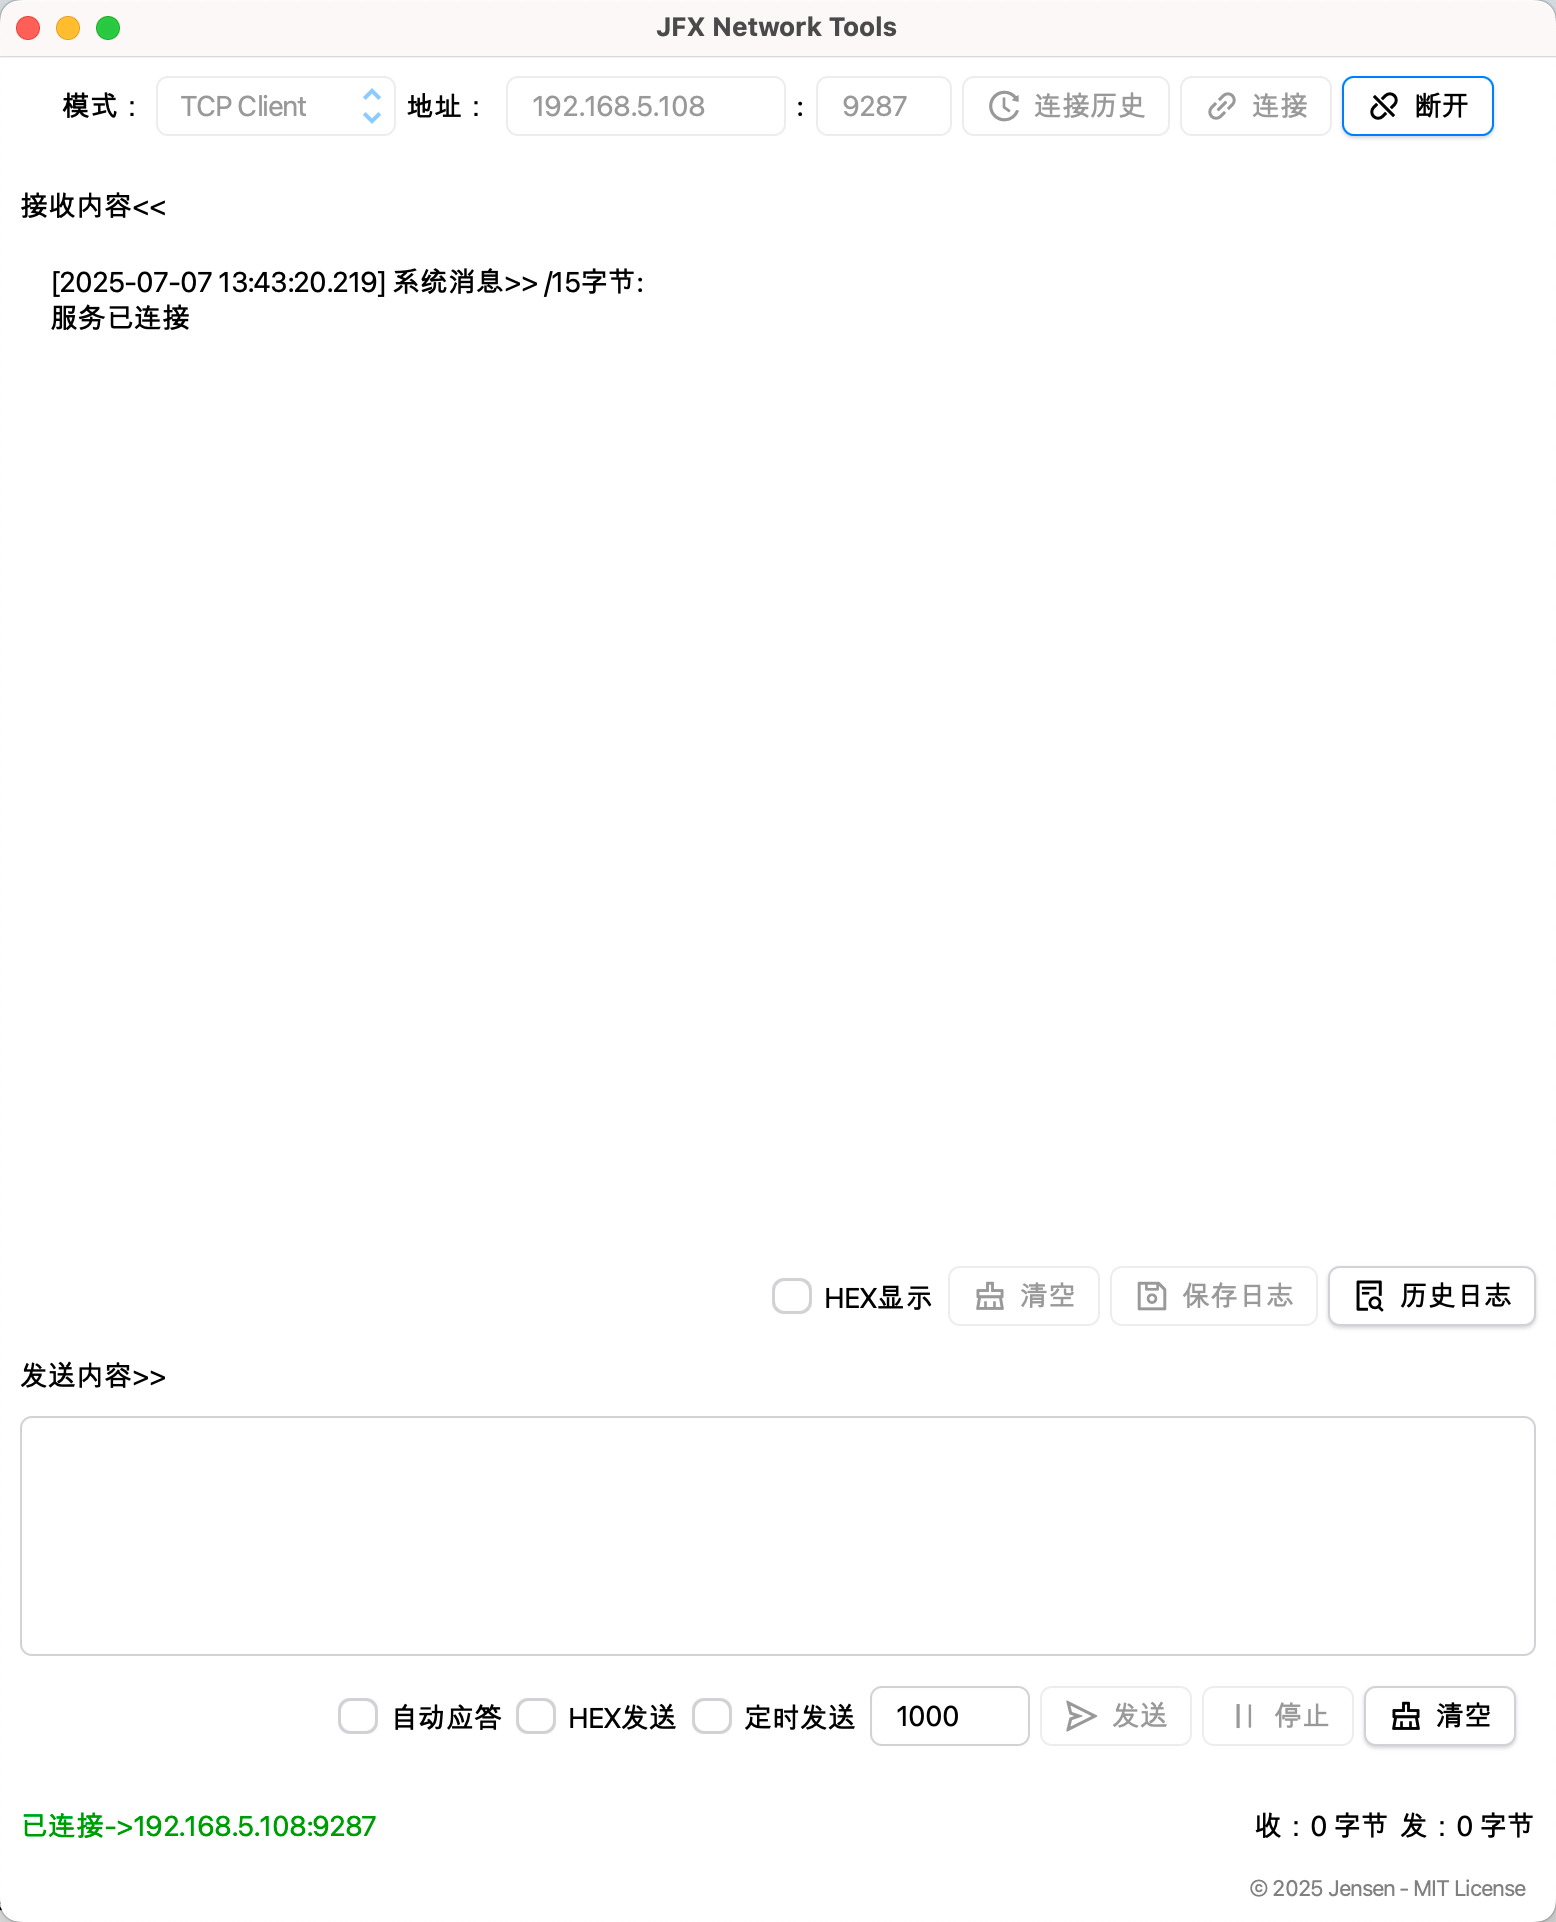 JFX Network Tools
模式： TCP Client 地址： 192.168.5.108 : 9287 连接历史 连接 断开
接收内容<<
[2025-07-07 13:43:20.219] 系统消息>> /15字节:
服务已连接
HEX显示 清空 保存日志 历史日志
发送内容>>
自动应答 HEX发送 定时发送 1000 发送 停止 清空
已连接->192.168.5.108:9287 收：0 字节 发：0 字节
© 2025 Jensen - MIT License